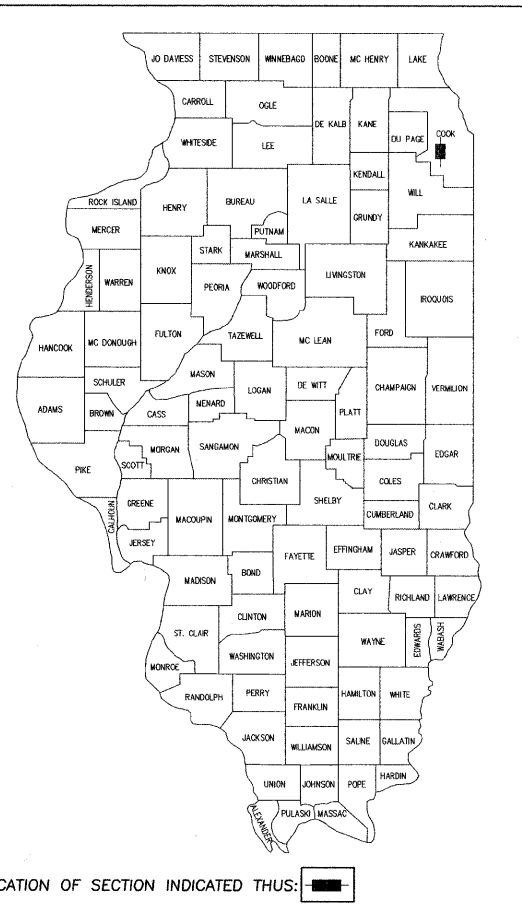 JO DAVIESS STEVENSON WINNEBAGO BOONE MC HENRY LAKE
CARROLL OGLE DE KALB KANE DU PAGE COOK
WHITESIDE LEE
KENDALL WILL
ROCK ISLAND HENRY BUREAU LA SALLE GRUNDY
MERCER PUTNAM KANKAKEE
STARK MARSHALL
HENDERSON WARREN KNOX PEORIA WOODFORD LIVINGSTON IROQUOIS
HANCOCK MC DONOUGH FULTON TAZEWELL MC LEAN FORD
MASON
SCHULER LOGAN DE WITT CHAMPAIGN VERMILION
ADAMS BROWN CASS MENARD PLATT
MACON
MORGAN SANGAMON MOULTRIE DOUGLAS EDGAR
PIKE SCOTT CHRISTIAN COLES
SHELBY
CALHOUN GREENE MACOUPIN MONTGOMERY CUMBERLAND CLARK
JERSEY FAYETTE EFFINGHAM JASPER CRAWFORD
MADISON BOND CLAY RICHLAND LAWRENCE
CLINTON MARION
ST. CLAIR WAYNE EDWARDS WABASH
MONROE WASHINGTON JEFFERSON
RANDOLPH PERRY HAMILTON WHITE
FRANKLIN
JACKSON WILLIAMSON SALINE GALLATIN
UNION JOHNSON POPE HARDIN
ALEXANDER PULASKI MASSAC
CATION OF SECTION INDICATED THUS: